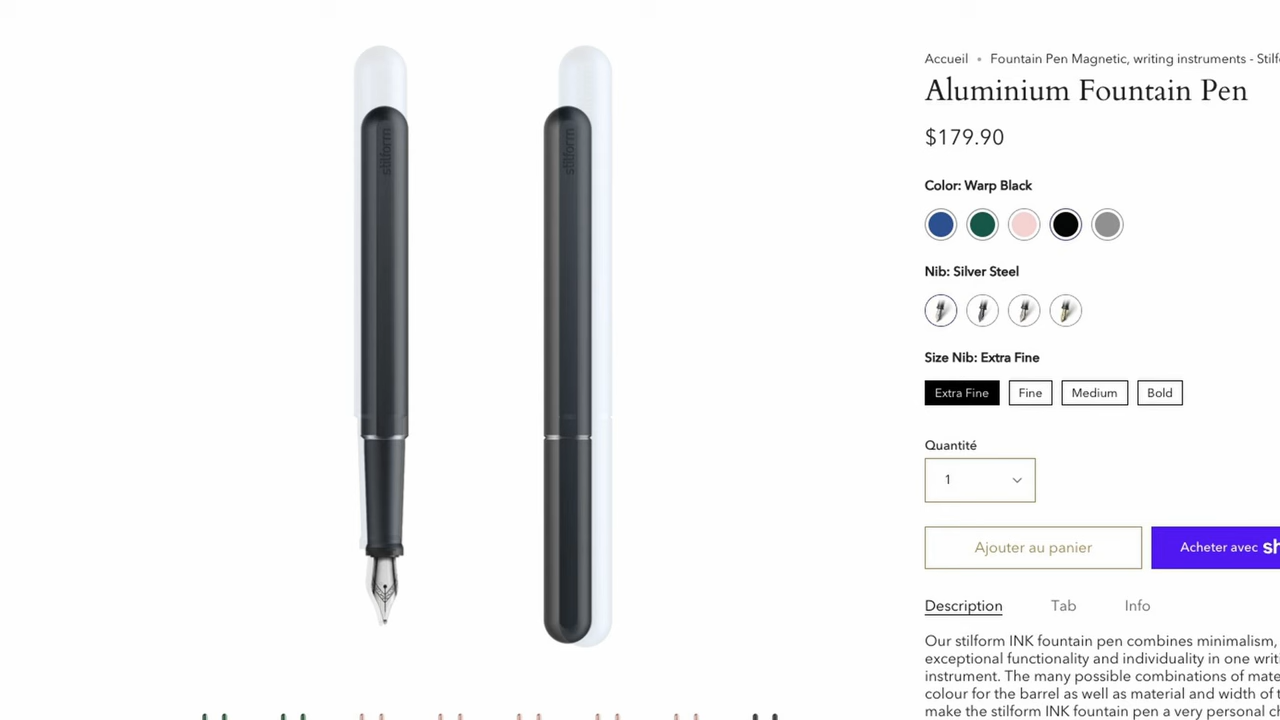 stilform
stilform
Accueil • Fountain Pen Magnetic, writing instruments -
Aluminium Fountain Pen
$179.90
Color: Warp Black
Nib: Silver Steel
Size Nib: Extra Fine
Extra Fine Fine Medium Bold
Quantité
1
Ajouter au panier
Acheter avec
Description Tab Info
Our stilform INK fountain pen combines minimalism,
exceptional functionality and individuality in one
instrument. The many possible combinations of
colour for the barrel as well as material and width of
make the stilform INK fountain pen a very personal